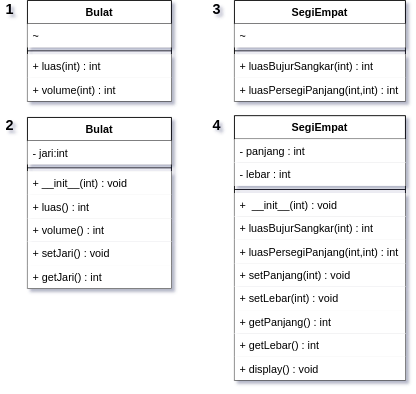 1
Bulat
~
+ luas(int) : int
+ volume(int) : int
2
Bulat
- jari:int
+ __init__(int) : void
+ luas() : int
+ volume() : int
+ setJari() : void
+ getJari() : int
3
SegiEmpat
~
+ luasBujurSangkar(int) : int
+ luasPersegiPanjang(int,int) : int
4
SegiEmpat
- panjang : int
- lebar : int
+ __init__(int) : void
+ luasBujurSangkar(int) : int
+ luasPersegiPanjang(int,int) : int
+ setPanjang(int) : void
+ setLebar(int) : void
+ getPanjang() : int
+ getLebar() : int
+ display() : void